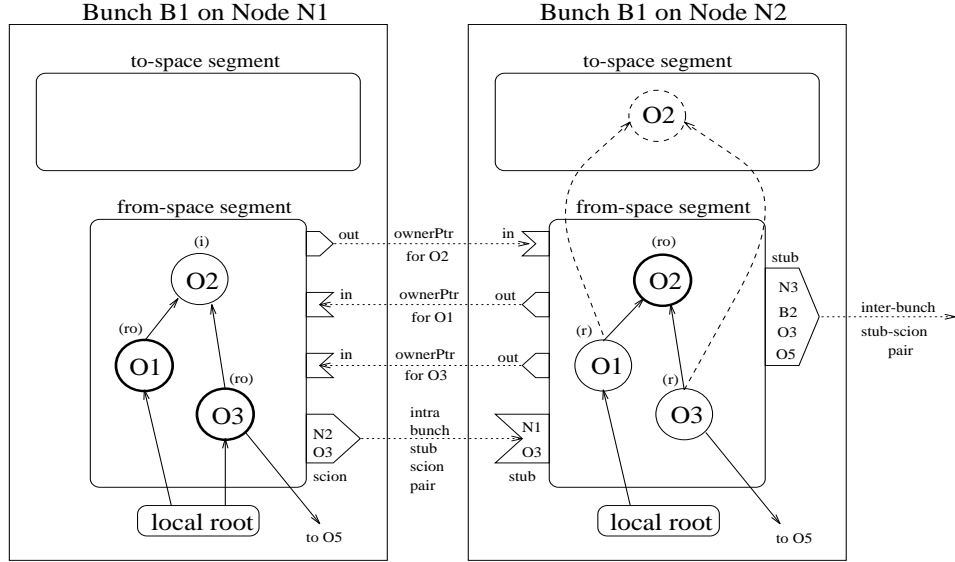 Bunch B1 on Node N1
to-space segment
from-space segment
(i)
O2
(ro)
O1
(ro)
O3
local root
to O5
N2
O3
scion
out
ownerPtr
in
for O2
in
ownerPtr
out
for O1
in
ownerPtr
out
for O3
intra
bunch
stub
scion
pair
Bunch B1 on Node N2
to-space segment
O2
from-space segment
(ro)
O2
(r)
O1
(r)
O3
N1
O3
stub
local root
to O5
stub
N3
B2
O3
O5
inter-bunch
stub-scion
pair